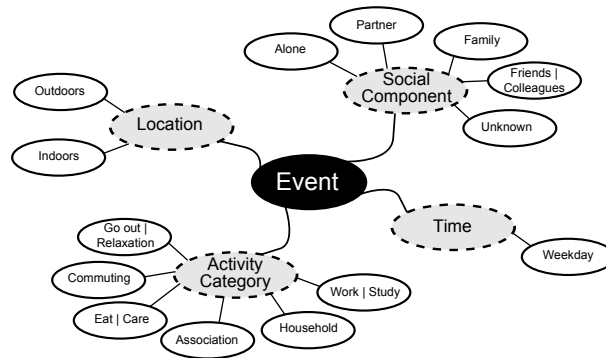 Partner
Family
Alone
Social
Component
Friends |
Colleagues
Unknown
Outdoors
Location
Indoors
Event
Time
Weekday
Go out |
Relaxation
Activity
Category
Commuting
Work | Study
Eat | Care
Household
Association